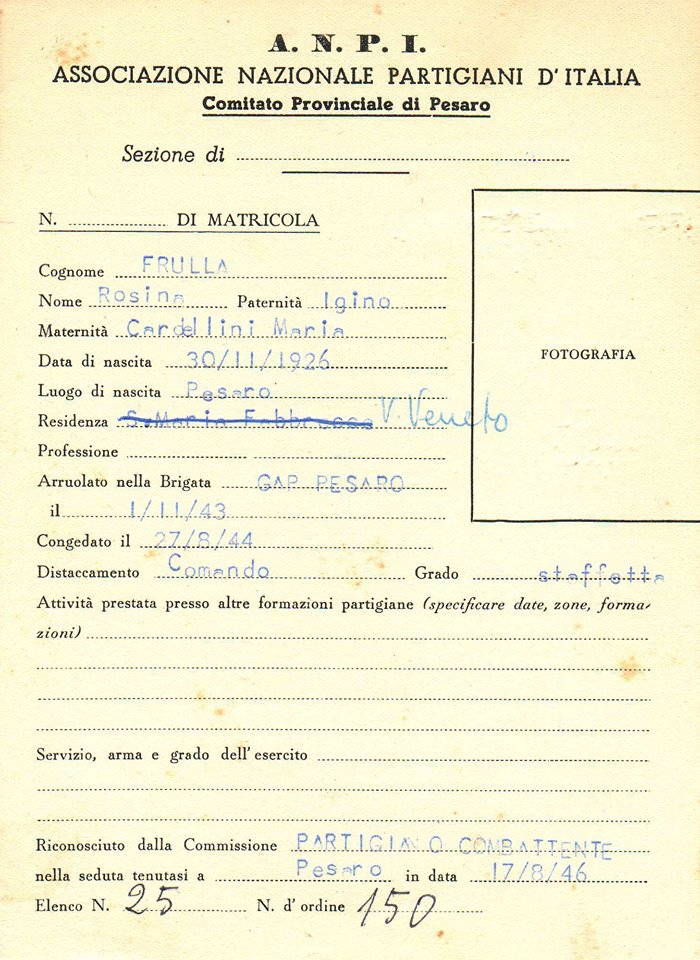 A. N. P. I.
ASSOCIAZIONE NAZIONALE PARTIGIANI D'ITALIA
Comitato Provinciale di Pesaro
Sezione di
N. DI MATRICOLA
Cognome FRULLA
Nome Rosina Paternità Igino
Maternità Cardellini Maria
Data di nascita 30/11/1926
Luogo di nascita Pesaro
Residenza S.Maria Fabbrecce V. Veneto
Professione
Arruolato nella Brigata GAP PESARO
il 1/11/43
Congedato il 27/8/44
Distaccamento Comando Grado staffetta
FOTOGRAFIA
Attività prestata presso altre formazioni partigiane (specificare date, zone, forma-
zioni)
Servizio, arma e grado dell'esercito
Riconosciuto dalla Commissione PARTIGIANO COMBATTENTE
nella seduta tenutasi a Pesaro in data 17/8/46
Elenco N. 25 N. d'ordine 150